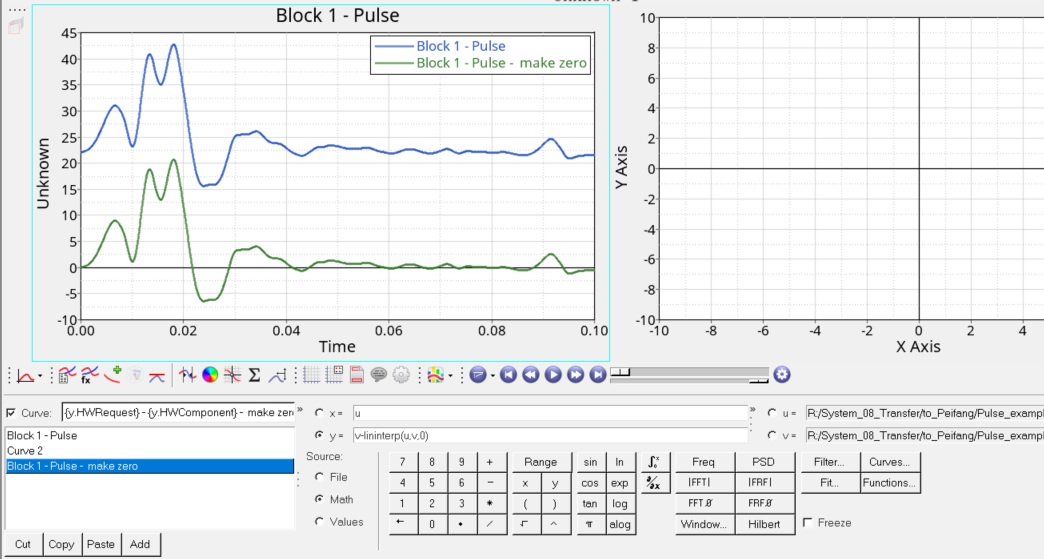 Block 1 - Pulse
Block 1 - Pulse
Block 1 - Pulse - make zero
45
40
35
30
25
20
15
10
5
0
-5
-10
Unknown
0.00 0.02 0.04 0.06 0.08 0.10
Time
10
8
6
4
2
0
-2
-4
-6
-8
-10
Y Axis
-10 -8 -6 -4 -2 0 2 4
X Axis
fx Σ
Curve: {y.HWRequest} - {y.HWComponent} - make zero
Block 1 - Pulse
Curve 2
Block 1 - Pulse - make zero
Cut Copy Paste Add
x = u
y = v-lininterp(u,v,0)
u = R:/System_08_Transfer/to_Peifang/Pulse_exampl
v = R:/System_08_Transfer/to_Peifang/Pulse_exampl
Source:
File
Math
Values
7 8 9 + Range sin ln Freq PSD Filter... Curves...
4 5 6 - x y cos exp |FFT| |FRF| Fit... Functions...
1 2 3 * ( ) tan log FFT Ø FRF Ø
0 . / ^ π alog Window... Hilbert Freeze